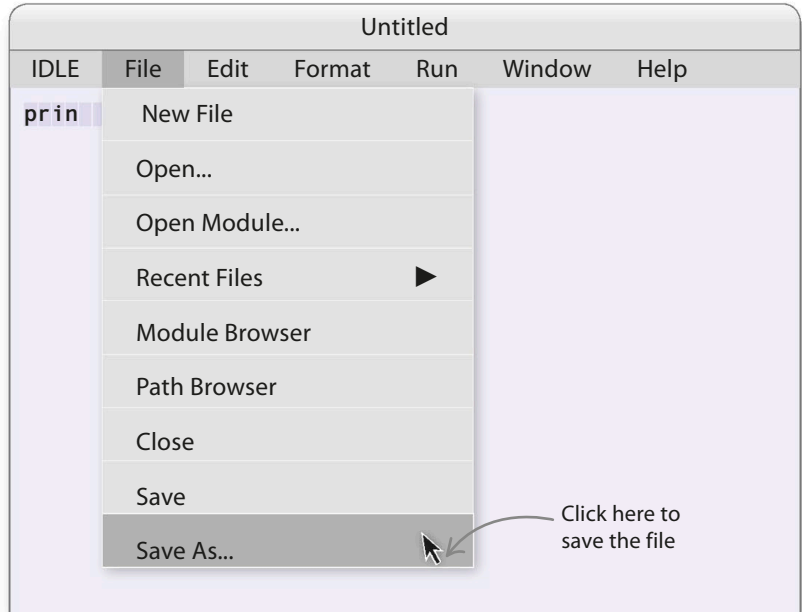 Untitled
IDLE File Edit Format Run Window Help
prin
New File
Open...
Open Module...
Recent Files
Module Browser
Path Browser
Close
Save
Save As...
Click here to
save the file